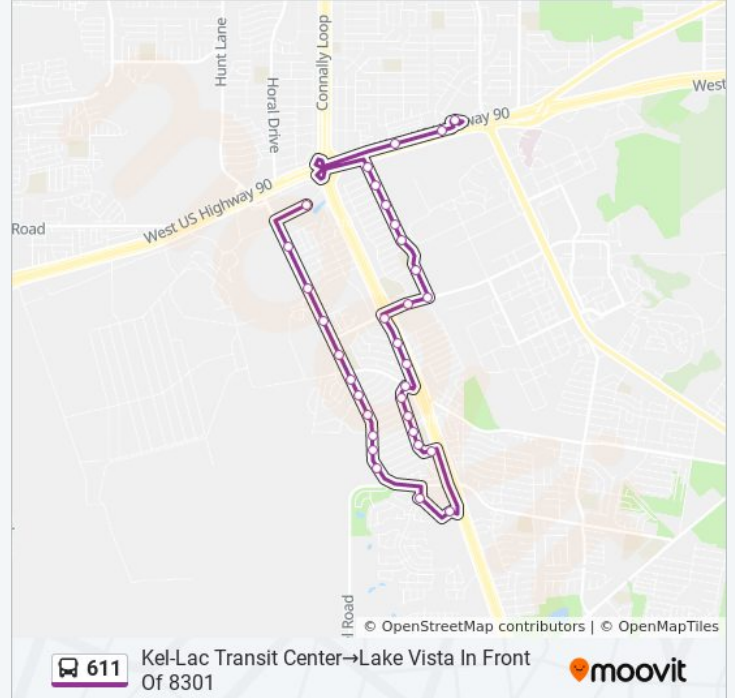 Hunt Lane
Horal Drive
Connally Loop
West
way 90
West US Highway 90
Road
l Road
© OpenStreetMap contributors | © OpenMapTiles
611
Kel-Lac Transit Center→Lake Vista In Front
Of 8301
moovit